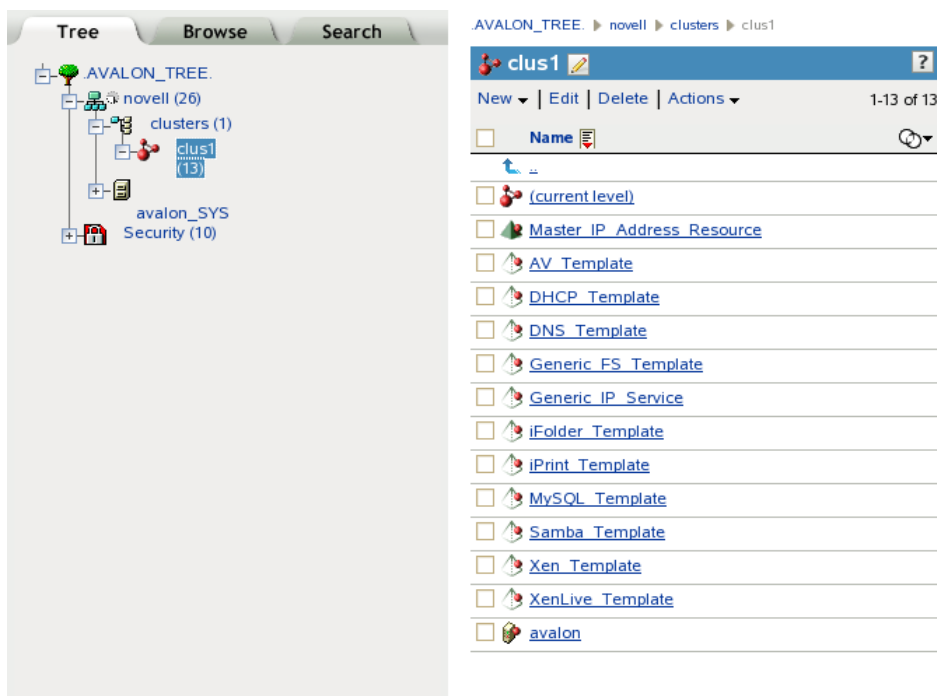 Tree Browse Search
.AVALON_TREE.
novell (26)
clusters (1)
clus1
(13)
avalon_SYS
Security (10)
.AVALON_TREE. novell clusters clus1
clus1 ?
New | Edit | Delete | Actions 1-13 of 13
Name
..
(current level)
Master_IP_Address_Resource
AV_Template
DHCP_Template
DNS_Template
Generic_FS_Template
Generic_IP_Service
iFolder_Template
iPrint_Template
MySQL_Template
Samba_Template
Xen_Template
XenLive_Template
avalon